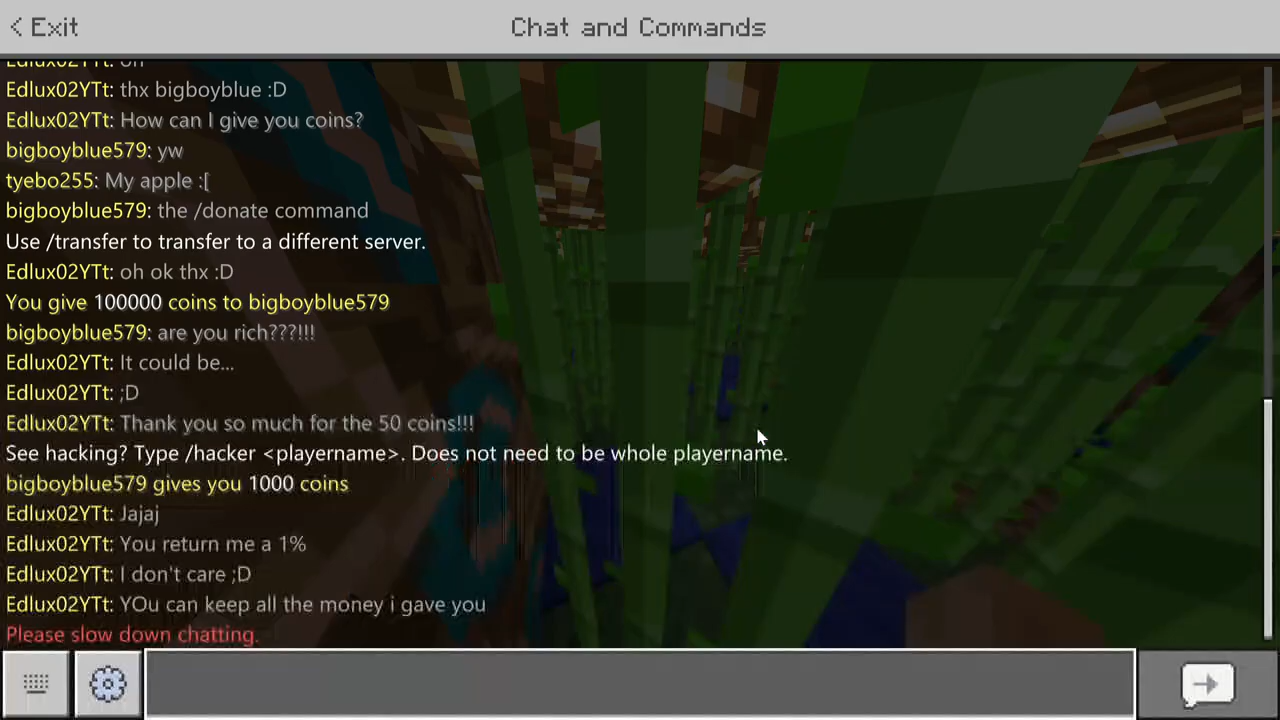 < Exit
Chat and Commands
Edlux02YTt: on
Edlux02YTt: thx bigboyblue :D
Edlux02YTt: How can I give you coins?
bigboyblue579: yw
tyebo255: My apple :[
bigboyblue579: the /donate command
Use /transfer to transfer to a different server.
Edlux02YTt: oh ok thx :D
You give 100000 coins to bigboyblue579
bigboyblue579: are you rich???!!!
Edlux02YTt: It could be...
Edlux02YTt: ;D
Edlux02YTt: Thank you so much for the 50 coins!!!
See hacking? Type /hacker <playername>. Does not need to be whole playername.
bigboyblue579 gives you 1000 coins
Edlux02YTt: Jajaj
Edlux02YTt: You return me a 1%
Edlux02YTt: I don't care ;D
Edlux02YTt: YOu can keep all the money i gave you
Please slow down chatting.